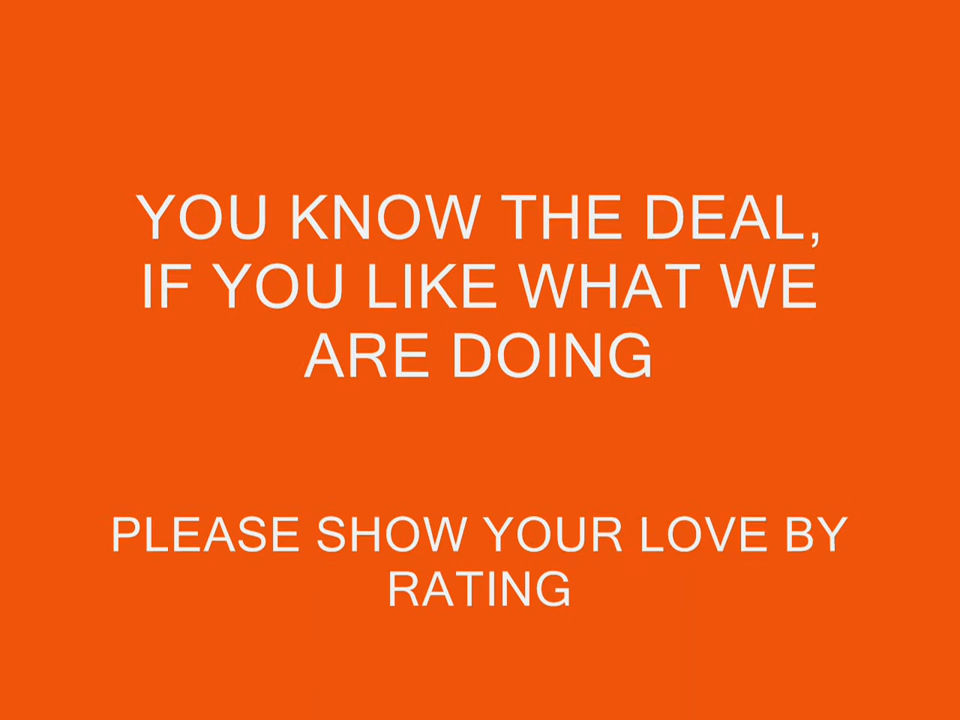 YOU KNOW THE DEAL,
IF YOU LIKE WHAT WE
ARE DOING
PLEASE SHOW YOUR LOVE BY
RATING